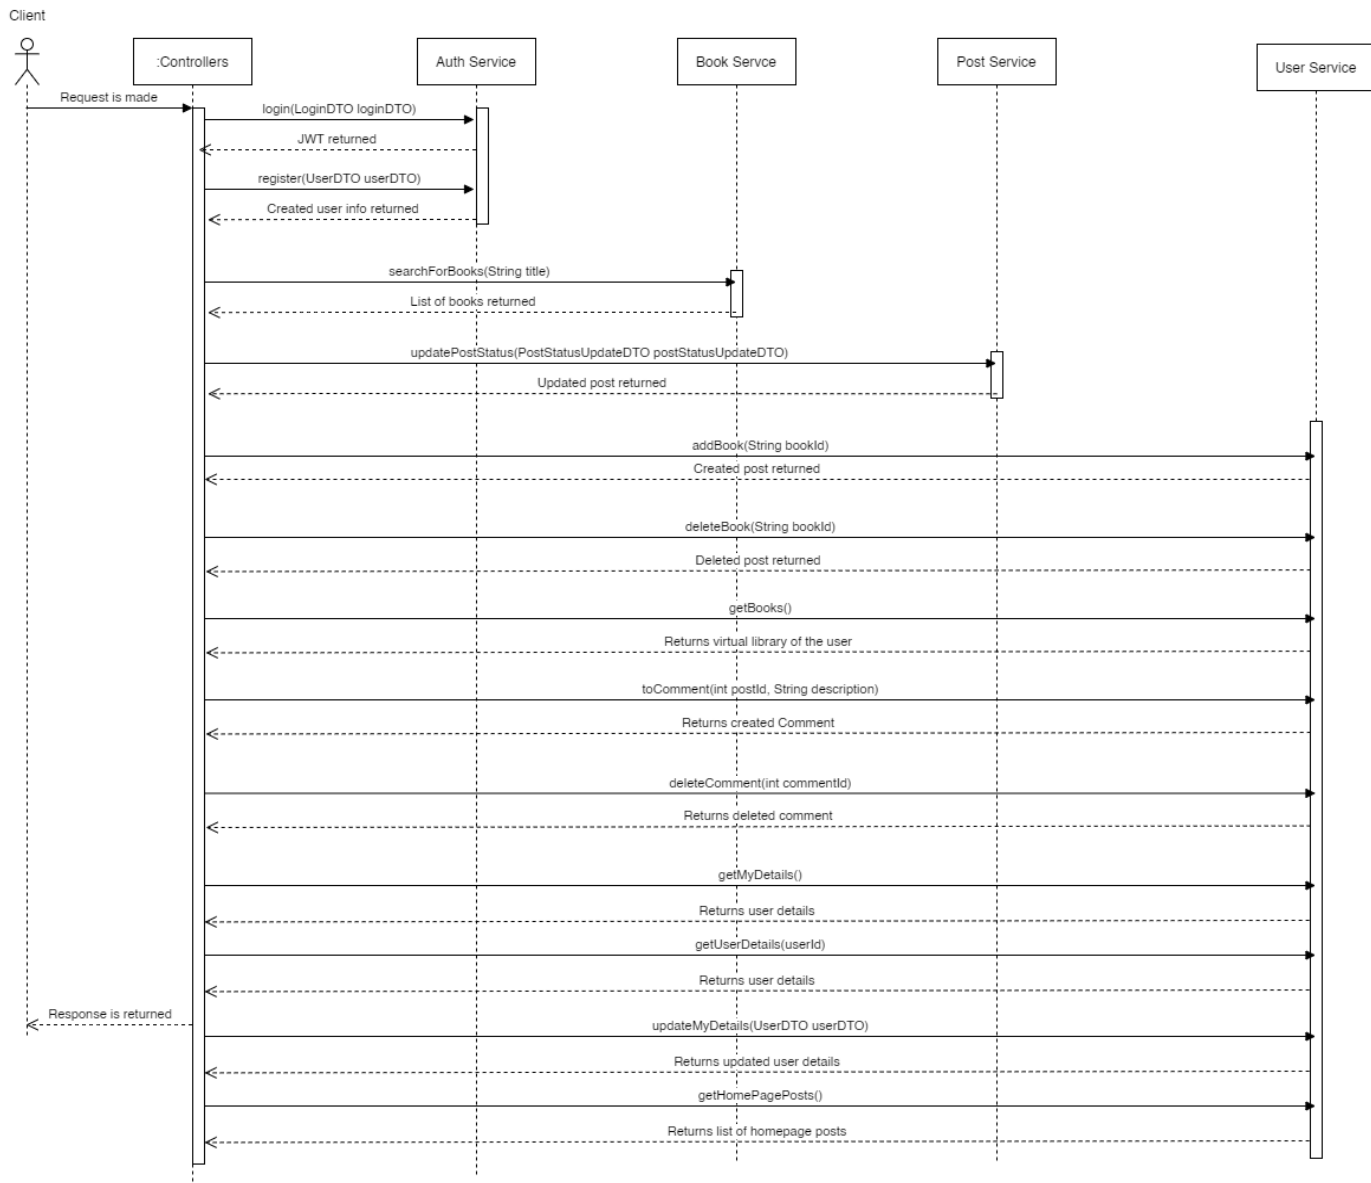 Client
:Controllers
Auth Service
Book Servce
Post Service
User Service
Request is made
login(LoginDTO loginDTO)
JWT returned
register(UserDTO userDTO)
Created user info returned
searchForBooks(String title)
List of books returned
updatePostStatus(PostStatusUpdateDTO postStatusUpdateDTO)
Updated post returned
addBook(String bookId)
Created post returned
deleteBook(String bookId)
Deleted post returned
getBooks()
Returns virtual library of the user
toComment(int postId, String description)
Returns created Comment
deleteComment(int commentId)
Returns deleted comment
getMyDetails()
Returns user details
getUserDetails(userId)
Returns user details
Response is returned
updateMyDetails(UserDTO userDTO)
Returns updated user details
getHomePagePosts()
Returns list of homepage posts